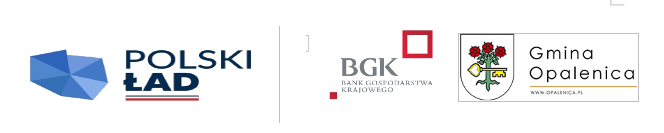 POLSKI
ŁAD
BGK
BANK GOSPODARSTWA
KRAJOWEGO
Gmina
Opalenica
WWW.OPALENICA.PL